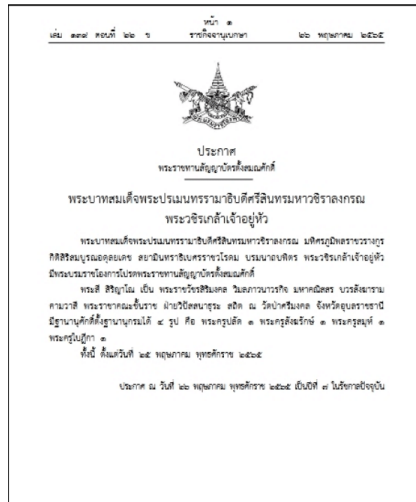 หน้า ๑
เล่ม ๑๓๙ ตอนที่ ๒๒ ข ราชกิจจานุเบกษา ๒๖ พฤษภาคม ๒๕๖๕
ประกาศ
พระราชทานสัญญาบัตรตั้งสมณศักดิ์
พระบาทสมเด็จพระปรเมนทรรามาธิบดีศรีสินทรมหาวชิราลงกรณ
พระวชิรเกล้าเจ้าอยู่หัว
พระบาทสมเด็จพระปรเมนทรรามาธิบดีศรีสินทรมหาวชิราลงกรณ มหิศรภูมิพลราชวรางกูร
กิติสิริสมบูรณอดุลยเดช สยามินทราธิเบศรราชวโรดม บรมนาถบพิตร พระวชิรเกล้าเจ้าอยู่หัว
มีพระบรมราชโองการโปรดพระราชทานสัญญาบัตรตั้งสมณศักดิ์
พระสี สิริญาโณ เป็น พระราชวัชรสิริมงคล วิมลภาวนาวรกิจ มหาคณิสสร บวรสังฆาราม
คามวาสี พระราชาคณะชั้นราช ฝ่ายวิปัสสนาธุระ สถิต ณ วัดป่าศรีมงคล จังหวัดอุบลราชธานี
มีฐานานุศักดิ์ตั้งฐานานุกรมได้ ๔ รูป คือ พระครูปลัด ๑ พระครูสังฆรักษ์ ๑ พระครูสมุห์ ๑
พระครูใบฎีกา ๑
ทั้งนี้ ตั้งแต่วันที่ ๒๕ พฤษภาคม พุทธศักราช ๒๕๖๕
ประกาศ ณ วันที่ ๒๖ พฤษภาคม พุทธศักราช ๒๕๖๕ เป็นปีที่ ๗ ในรัชกาลปัจจุบัน